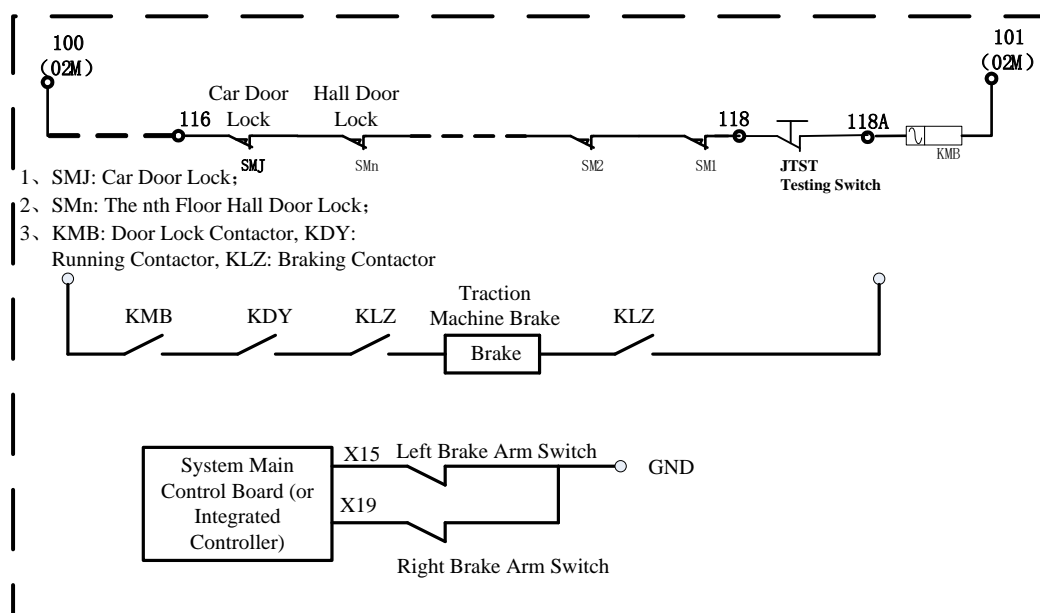 100
(02M)
101
(02M)
Car Door
Lock
Hall Door
Lock
116
118
118A
SMJ
SMn
SM2
SM1
JTST
Testing Switch
KMB
1、SMJ: Car Door Lock;
2、SMn: The nth Floor Hall Door Lock;
3、KMB: Door Lock Contactor, KDY:
Running Contactor, KLZ: Braking Contactor
KMB
KDY
KLZ
Traction
Machine Brake
Brake
KLZ
System Main
Control Board (or
Integrated
Controller)
X15
Left Brake Arm Switch
GND
X19
Right Brake Arm Switch